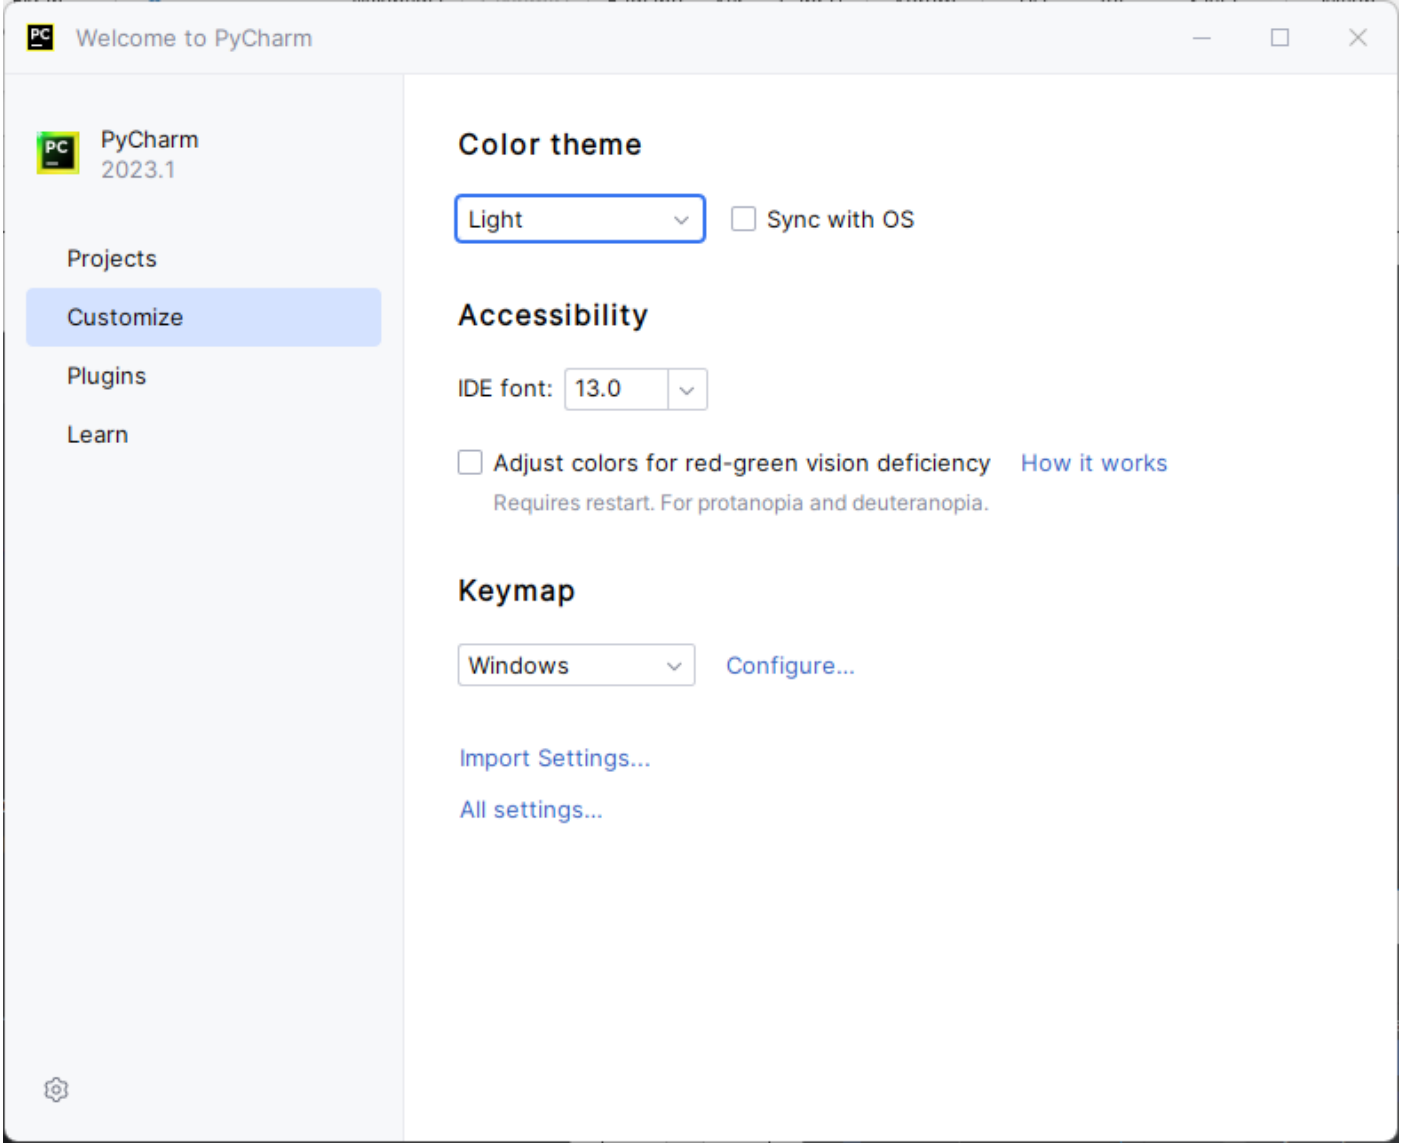 Welcome to PyCharm
PyCharm
2023.1
Projects
Customize
Plugins
Learn
Color theme
Light
Sync with OS
Accessibility
IDE font: 13.0
Adjust colors for red-green vision deficiency How it works
Requires restart. For protanopia and deuteranopia.
Keymap
Windows
Configure...
Import Settings...
All settings...